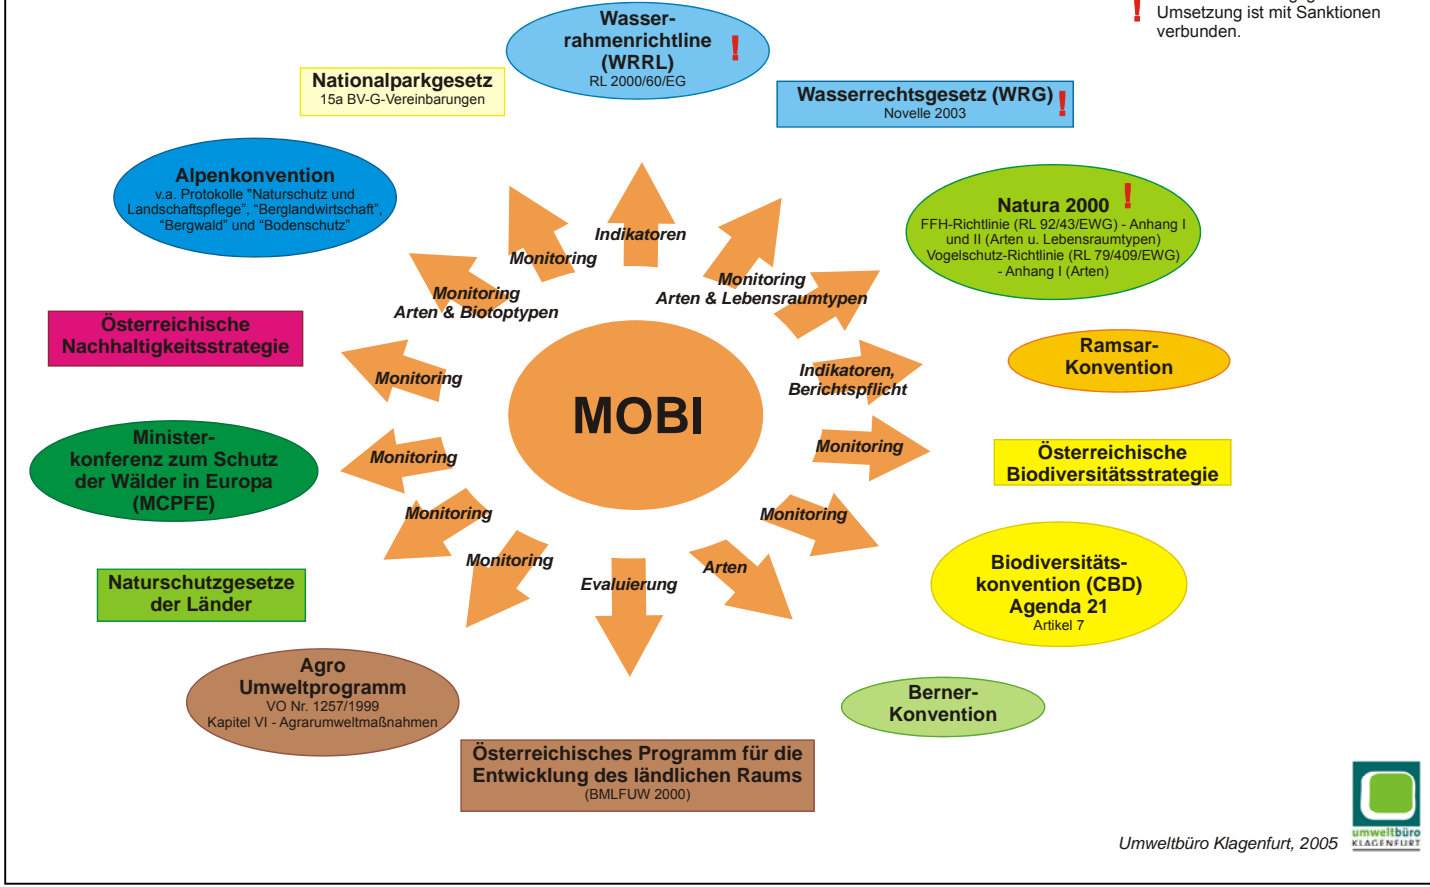 Umsetzung ist mit Sanktionen
verbunden.
!
Wasser-
rahmenrichtline
(WRRL)
RL 2000/60/EG
!
Nationalparkgesetz
15a BV-G-Vereinbarungen
Wasserrechtsgesetz (WRG)
Novelle 2003
!
Alpenkonvention
v.a. Protokolle "Naturschutz und
Landschaftspflege”, “Berglandwirtschaft”,
“Bergwald” und “Bodenschutz”
Natura 2000
!
FFH-Richtlinie (RL 92/43/EWG) - Anhang I
und II (Arten u. Lebensraumtypen)
Vogelschutz-Richtlinie (RL 79/409/EWG)
- Anhang I (Arten)
Indikatoren
Monitoring
Monitoring
Arten & Lebensraumtypen
Monitoring
Arten & Biotoptypen
Österreichische
Nachhaltigkeitsstrategie
Ramsar-
Konvention
Monitoring
Indikatoren,
Berichtspflicht
MOBI
Minister-
konferenz zum Schutz
der Wälder in Europa
(MCPFE)
Monitoring
Monitoring
Österreichische
Biodiversitätsstrategie
Monitoring
Monitoring
Monitoring
Arten
Evaluierung
Naturschutzgesetze
der Länder
Biodiversitäts-
konvention (CBD)
Agenda 21
Artikel 7
Agro
Umweltprogramm
VO Nr. 1257/1999
Kapitel VI - Agrarumweltmaßnahmen
Berner-
Konvention
Österreichisches Programm für die
Entwicklung des ländlichen Raums
(BMLFUW 2000)
Umweltbüro Klagenfurt, 2005
umweltbüro
KLAGENFURT